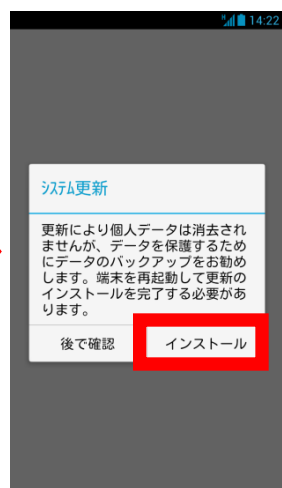 H 14:22
ｼｽﾃﾑ更新
更新により個人データは消去され
ませんが、データを保護するため
にデータのバックアップをお勧め
します。端末を再起動して更新の
インストールを完了する必要があ
ります。
後で確認 インストール